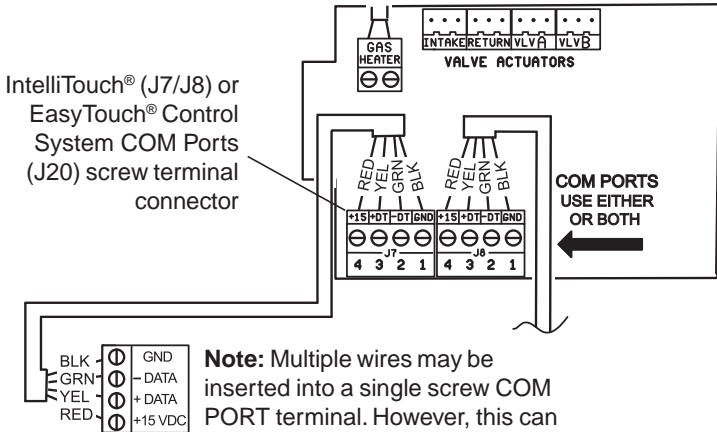 GAS
HEATER
INTAKE RETURN VLV A VLV B
VALVE ACTUATORS
IntelliTouch® (J7/J8) or
EasyTouch® Control
System COM Ports
(J20) screw terminal
connector
RED YEL GRN BLK
RED YEL GRN BLK
COM PORTS
USE EITHER
OR BOTH
+15 +DT -DT GND +15 +DT -DT GND
J7 J8
4 3 2 1 4 3 2 1
BLK GND
GRN – DATA
YEL + DATA
RED +15 VDC
Note: Multiple wires may be
inserted into a single screw COM
PORT terminal. However, this can